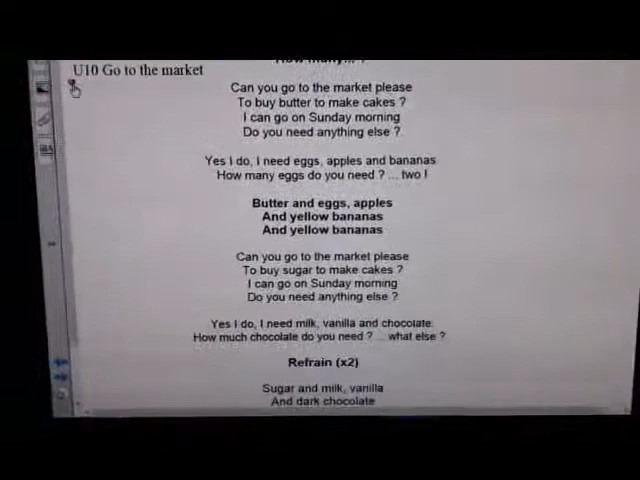 How many... ?
U10 Go to the market
Can you go to the market please
To buy butter to make cakes ?
I can go on Sunday morning
Do you need anything else ?
Yes I do, I need eggs, apples and bananas
How many eggs do you need ? ... two !
Butter and eggs, apples
And yellow bananas
And yellow bananas
Can you go to the market please
To buy sugar to make cakes ?
I can go on Sunday morning
Do you need anything else ?
Yes I do, I need milk, vanilla and chocolate.
How much chocolate do you need ? ... what else ?
Refrain (x2)
Sugar and milk, vanilla
And dark chocolate